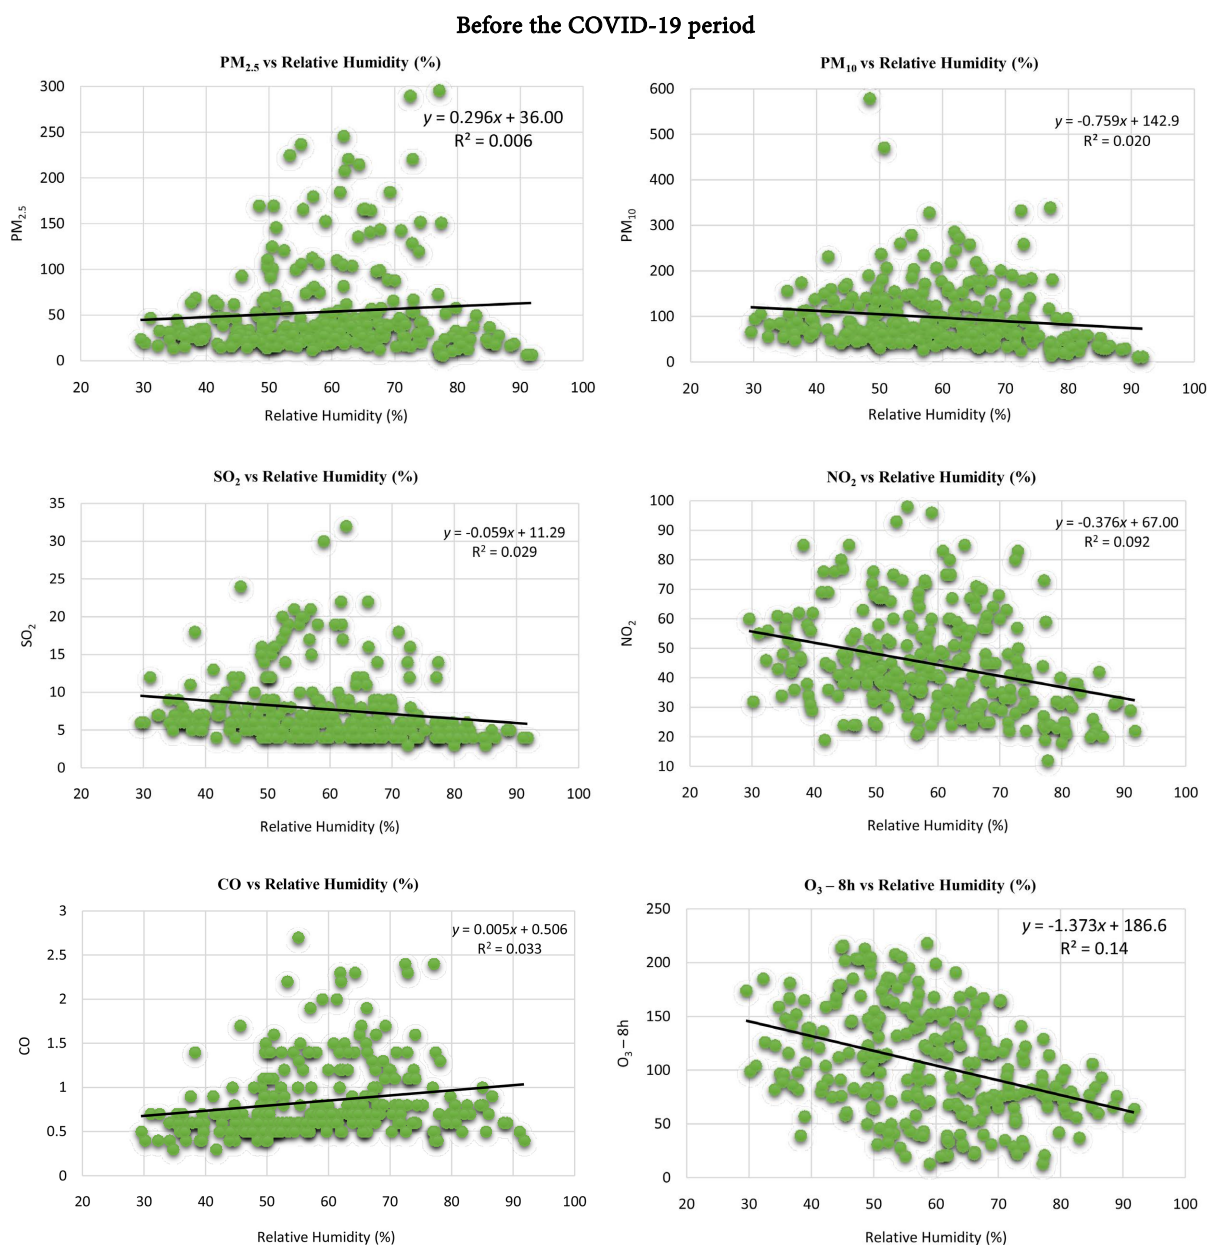 Before the COVID-19 period
PM2.5 vs Relative Humidity (%)
300
250
200
150
100
50
0
PM2.5
y = 0.296x + 36.00
R² = 0.006
20 30 40 50 60 70 80 90 100
Relative Humidity (%)
PM10 vs Relative Humidity (%)
600
500
400
300
200
100
0
PM10
y = -0.759x + 142.9
R² = 0.020
20 30 40 50 60 70 80 90 100
Relative Humidity (%)
SO2 vs Relative Humidity (%)
35
30
25
20
15
10
5
0
SO2
y = -0.059x + 11.29
R² = 0.029
20 30 40 50 60 70 80 90 100
Relative Humidity (%)
NO2 vs Relative Humidity (%)
100
90
80
70
60
50
40
30
20
10
NO2
y = -0.376x + 67.00
R² = 0.092
20 30 40 50 60 70 80 90 100
Relative Humidity (%)
CO vs Relative Humidity (%)
3
2.5
2
1.5
1
0.5
0
CO
y = 0.005x + 0.506
R² = 0.033
20 30 40 50 60 70 80 90 100
Relative Humidity (%)
O3 – 8h vs Relative Humidity (%)
250
200
150
100
50
0
O3 – 8h
y = -1.373x + 186.6
R² = 0.14
20 30 40 50 60 70 80 90 100
Relative Humidity (%)